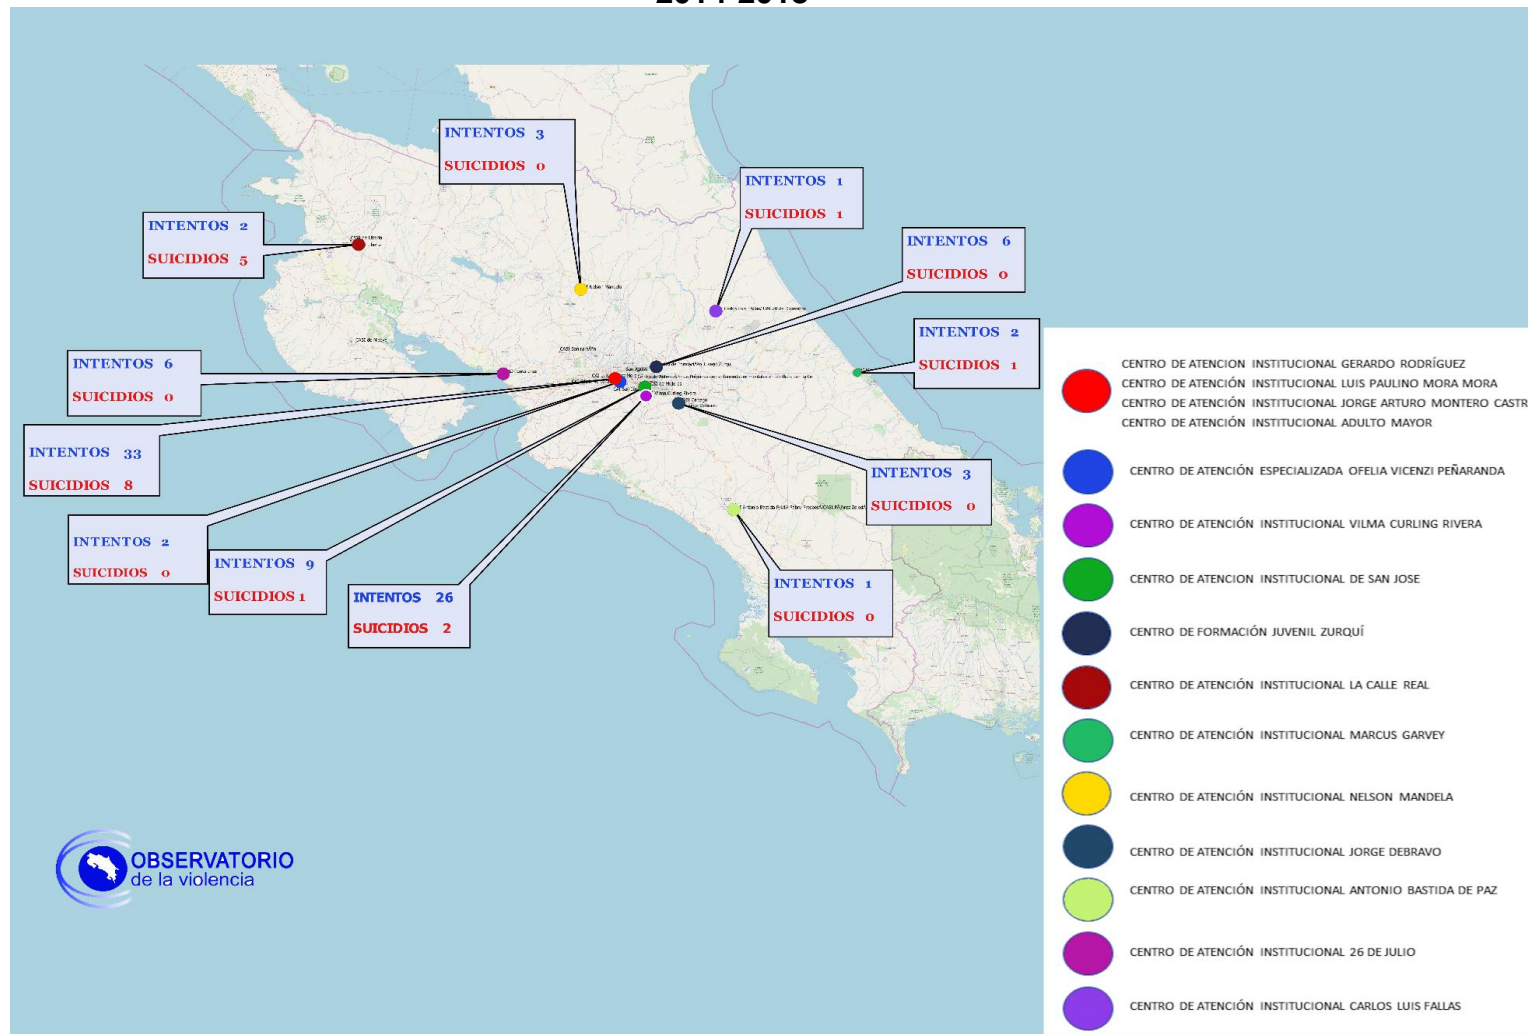 INTENTOS 3
SUICIDIOS 0
INTENTOS 1
SUICIDIOS 1
INTENTOS 2
SUICIDIOS 5
INTENTOS 6
SUICIDIOS 0
INTENTOS 2
SUICIDIOS 1
INTENTOS 6
SUICIDIOS 0
INTENTOS 33
SUICIDIOS 8
INTENTOS 3
SUICIDIOS 0
INTENTOS 2
SUICIDIOS 0
INTENTOS 9
SUICIDIOS 1
INTENTOS 26
SUICIDIOS 2
INTENTOS 1
SUICIDIOS 0
CENTRO DE ATENCION INSTITUCIONAL GERARDO RODRÍGUEZ
CENTRO DE ATENCIÓN INSTITUCIONAL LUIS PAULINO MORA MORA
CENTRO DE ATENCIÓN INSTITUCIONAL JORGE ARTURO MONTERO CASTR
CENTRO DE ATENCIÓN INSTITUCIONAL ADULTO MAYOR
CENTRO DE ATENCIÓN ESPECIALIZADA OFELIA VICENZI PEÑARANDA
CENTRO DE ATENCIÓN INSTITUCIONAL VILMA CURLING RIVERA
CENTRO DE ATENCION INSTITUCIONAL DE SAN JOSE
CENTRO DE FORMACIÓN JUVENIL ZURQUÍ
CENTRO DE ATENCIÓN INSTITUCIONAL LA CALLE REAL
CENTRO DE ATENCIÓN INSTITUCIONAL MARCUS GARVEY
CENTRO DE ATENCIÓN INSTITUCIONAL NELSON MANDELA
CENTRO DE ATENCIÓN INSTITUCIONAL JORGE DEBRAVO
CENTRO DE ATENCIÓN INSTITUCIONAL ANTONIO BASTIDA DE PAZ
CENTRO DE ATENCIÓN INSTITUCIONAL 26 DE JULIO
CENTRO DE ATENCIÓN INSTITUCIONAL CARLOS LUIS FALLAS
OBSERVATORIO
de la violencia